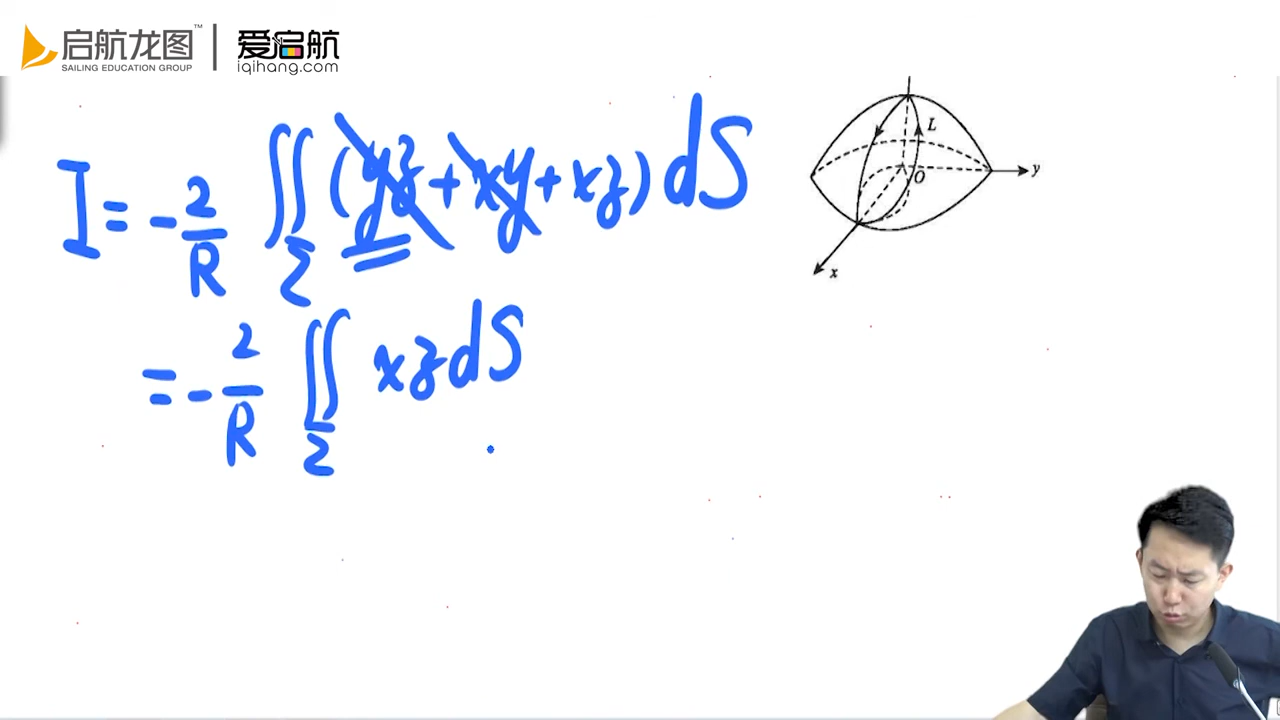 启航龙图™ | 爱启航
SAILING EDUCATION GROUP iqihang.com
I = -2/R ∬_Σ (yz + xy + xz) dS
= -2/R ∬_Σ xz dS
L
O
y
x